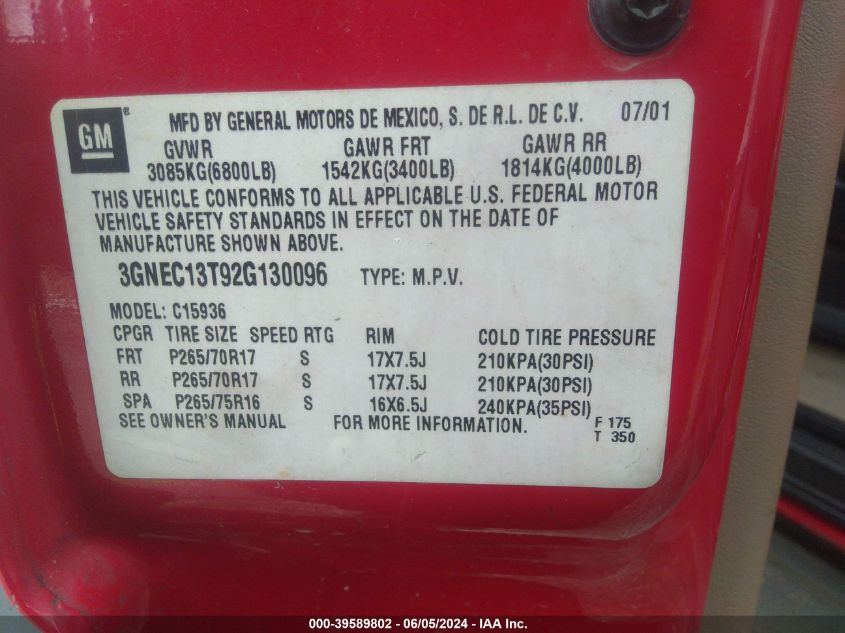 GM ® MFD BY GENERAL MOTORS DE MEXICO, S. DE R.L. DE C.V. 07/01
GVWR GAWR FRT GAWR RR
3085KG(6800LB) 1542KG(3400LB) 1814KG(4000LB)
THIS VEHICLE CONFORMS TO ALL APPLICABLE U.S. FEDERAL MOTOR
VEHICLE SAFETY STANDARDS IN EFFECT ON THE DATE OF
MANUFACTURE SHOWN ABOVE.
3GNEC13T92G130096 TYPE: M.P.V.
MODEL: C15936
CPGR TIRE SIZE SPEED RTG RIM COLD TIRE PRESSURE
FRT P265/70R17 S 17X7.5J 210KPA(30PSI)
RR P265/70R17 S 17X7.5J 210KPA(30PSI)
SPA P265/75R16 S 16X6.5J 240KPA(35PSI)
SEE OWNER'S MANUAL FOR MORE INFORMATION. F 175
T 350
000-39589802 - 06/05/2024 - IAA Inc.